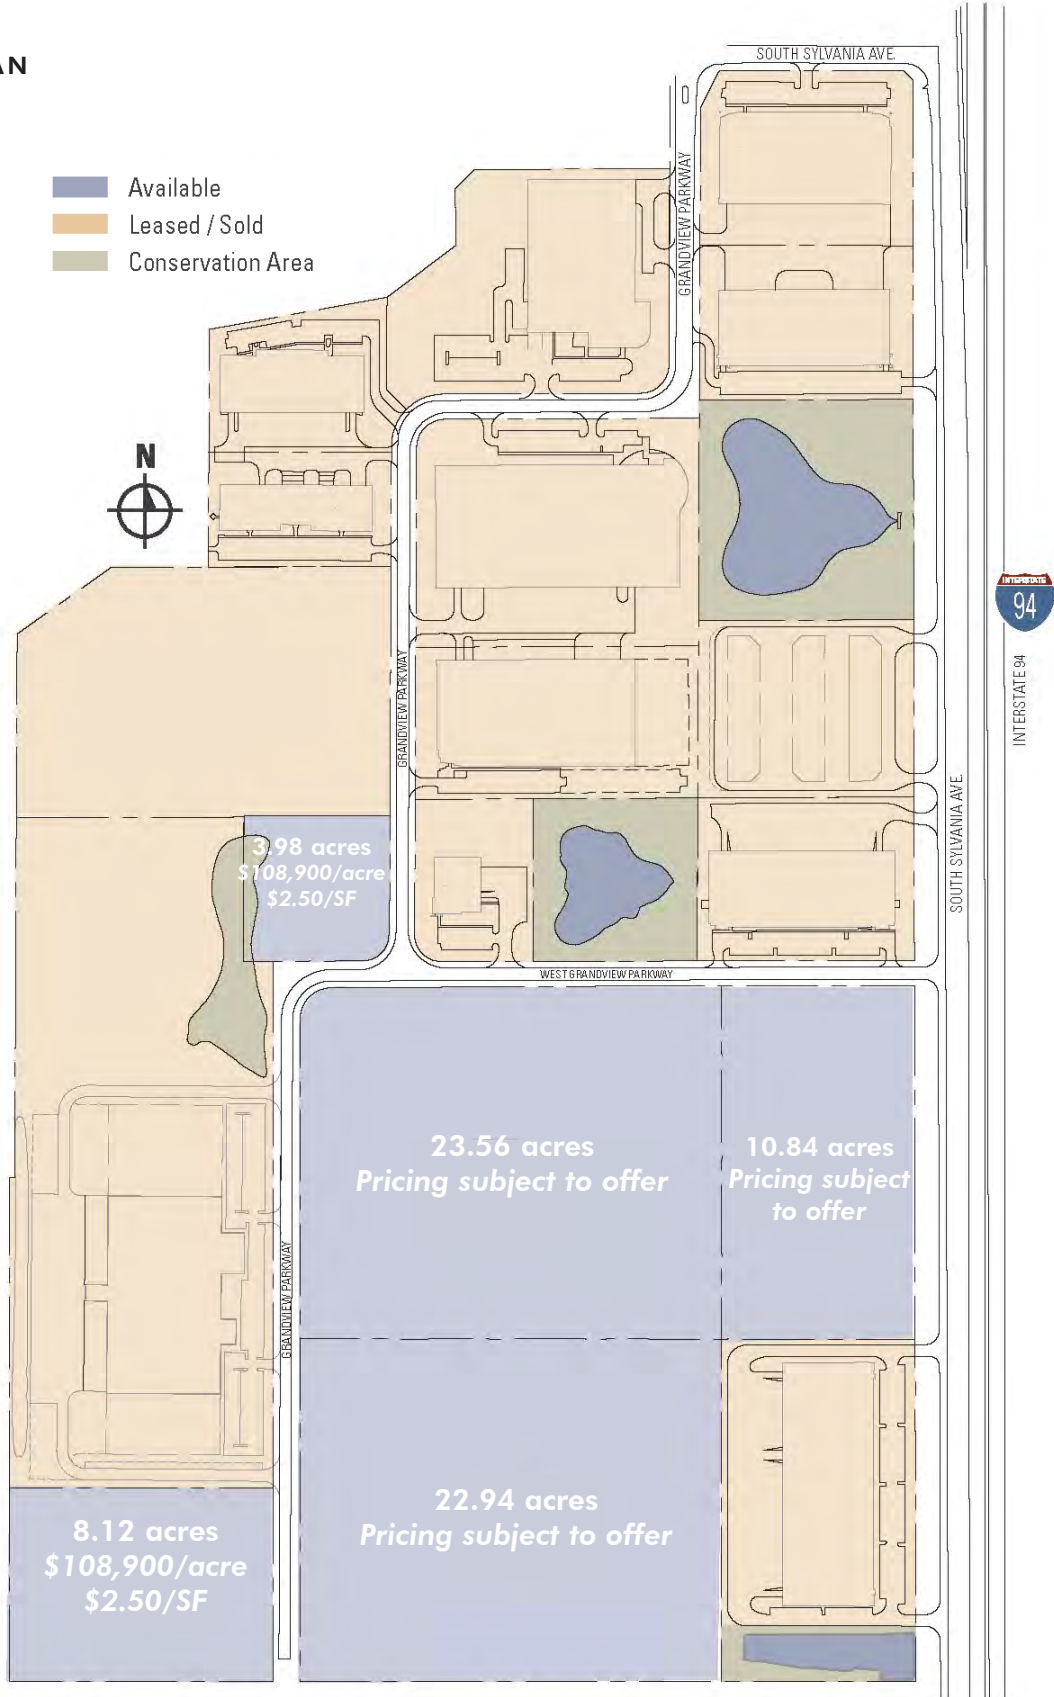 AN
SOUTH SYLVANIA AVE.
Available
Leased / Sold
Conservation Area
GRANDVIEW PARKWAY
N
INTERSTATE
94
INTERSTATE 94
GRANDVIEW PARKWAY
SOUTH SYLVANIA AVE.
3.98 acres
$108,900/acre
$2.50/SF
WEST GRANDVIEW PARKWAY
23.56 acres
Pricing subject to offer
10.84 acres
Pricing subject
to offer
GRANDVIEW PARKWAY
22.94 acres
Pricing subject to offer
8.12 acres
$108,900/acre
$2.50/SF